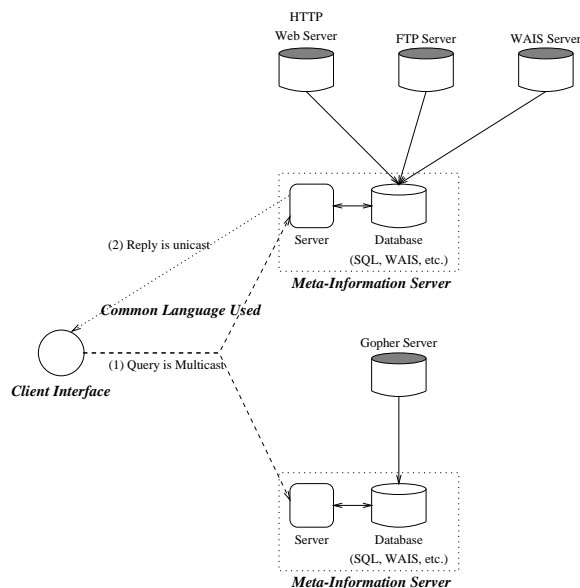 HTTP
Web Server
FTP Server
WAIS Server
Server
Database
(SQL, WAIS, etc.)
Meta-Information Server
(2) Reply is unicast
Common Language Used
(1) Query is Multicast
Client Interface
Gopher Server
Server
Database
(SQL, WAIS, etc.)
Meta-Information Server